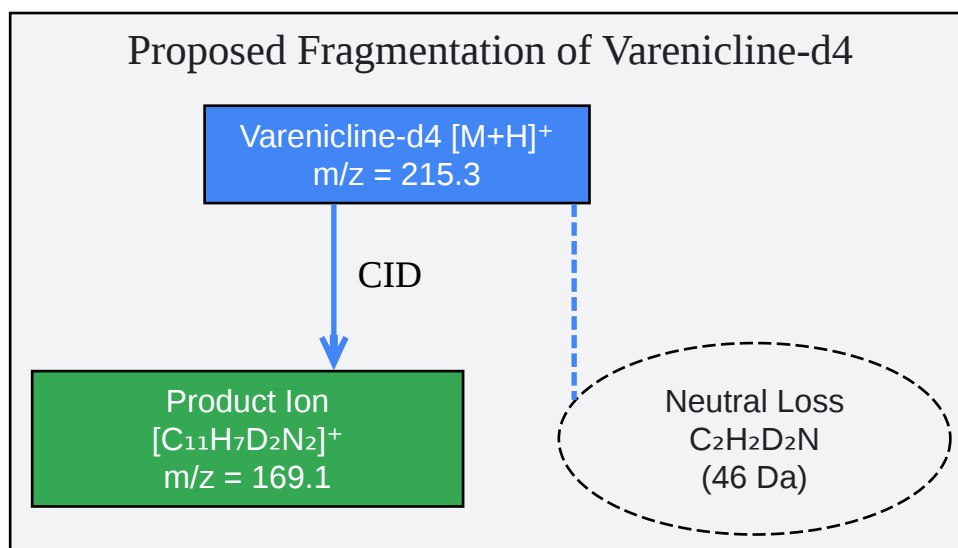 Proposed Fragmentation of Varenicline-d4
Varenicline-d4 [M+H]⁺
m/z = 215.3
CID
Product Ion
[C₁₁H₇D₂N₂]⁺
m/z = 169.1
Neutral Loss
C₂H₂D₂N
(46 Da)